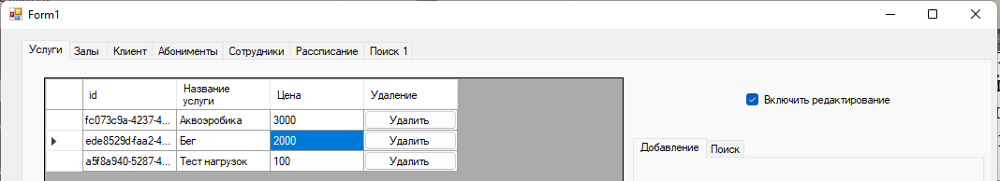 Form1
Услуги Залы Клиент Абонименты Сотрудники Рассписание Поиск 1
id Название услуги Цена Удаление
fc073c9a-4237-4... Аквоэробика 3000 Удалить
ede8529d-faa2-4... Бег 2000 Удалить
a5f8a940-5287-4... Тест нагрузок 100 Удалить
Включить редактирование
Добавление Поиск